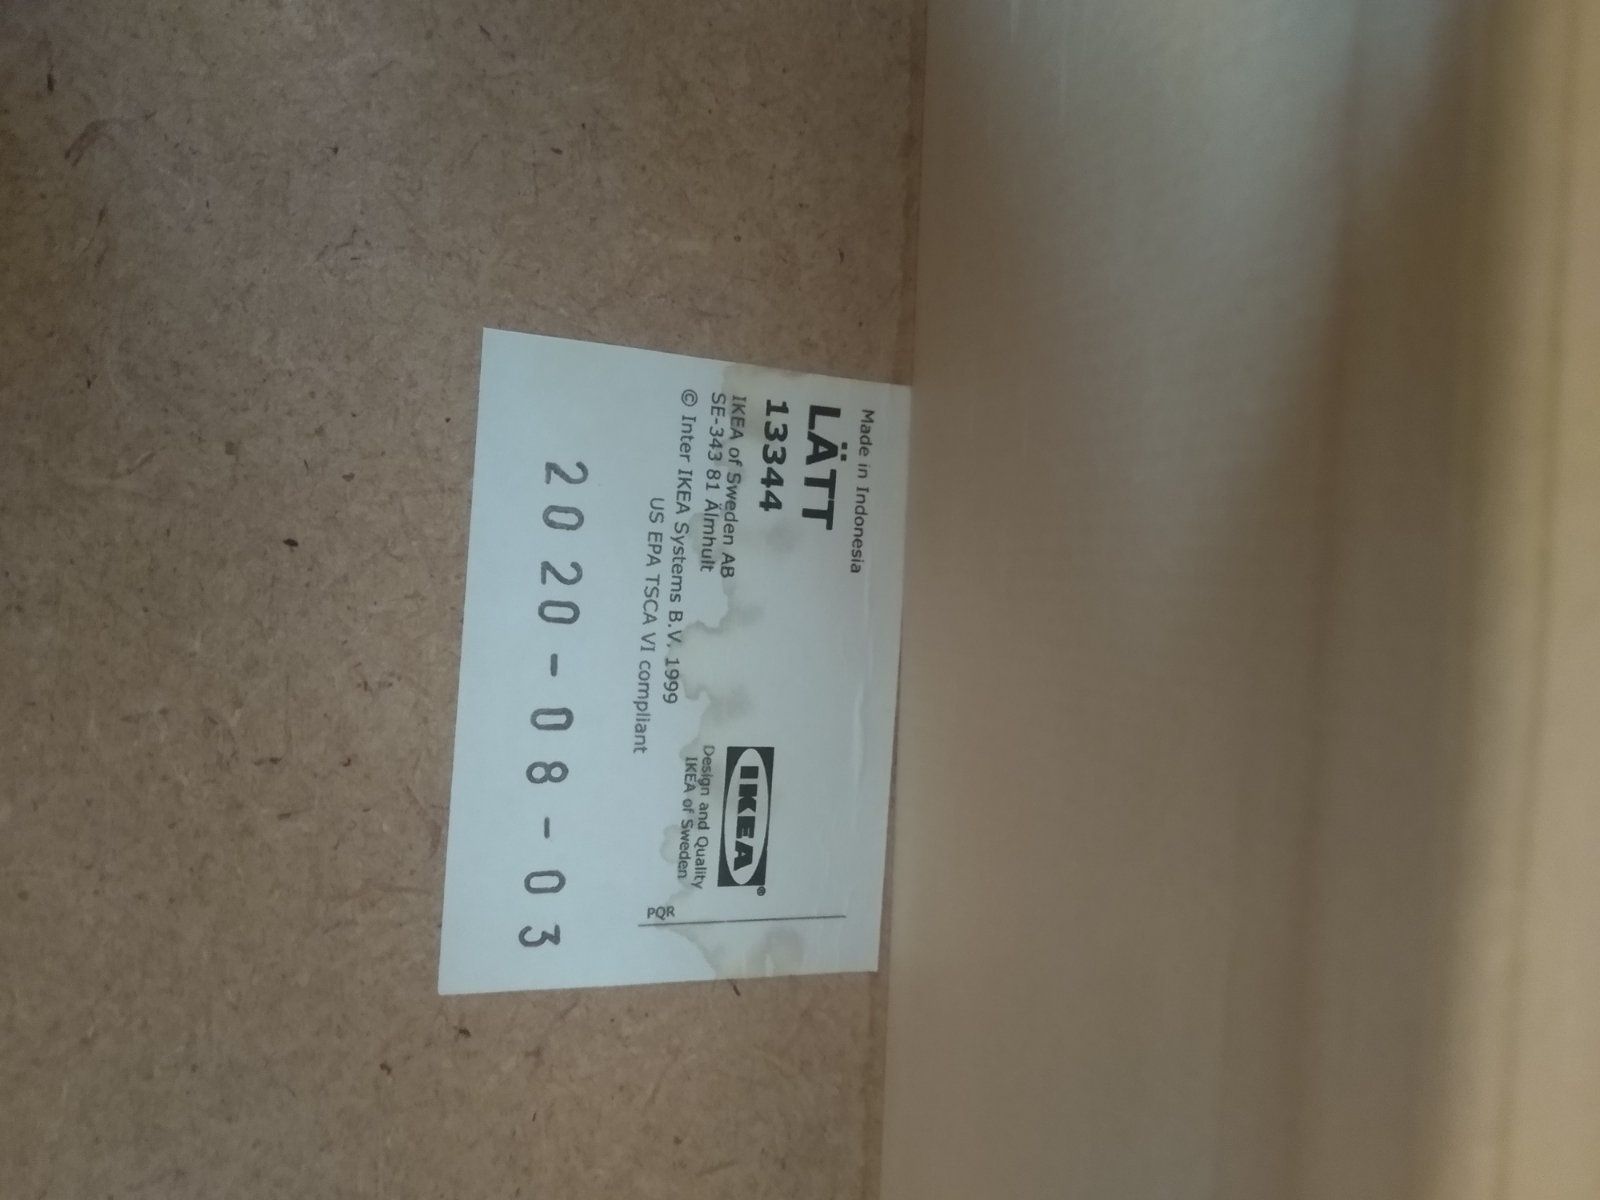 Made in Indonesia
LÄTT
13344
IKEA of Sweden AB
SE-343 81 Älmhult
© Inter IKEA Systems B.V. 1999
US EPA TSCA VI compliant
IKEA®
Design and Quality
IKEA of Sweden
PQR
2020-08-03